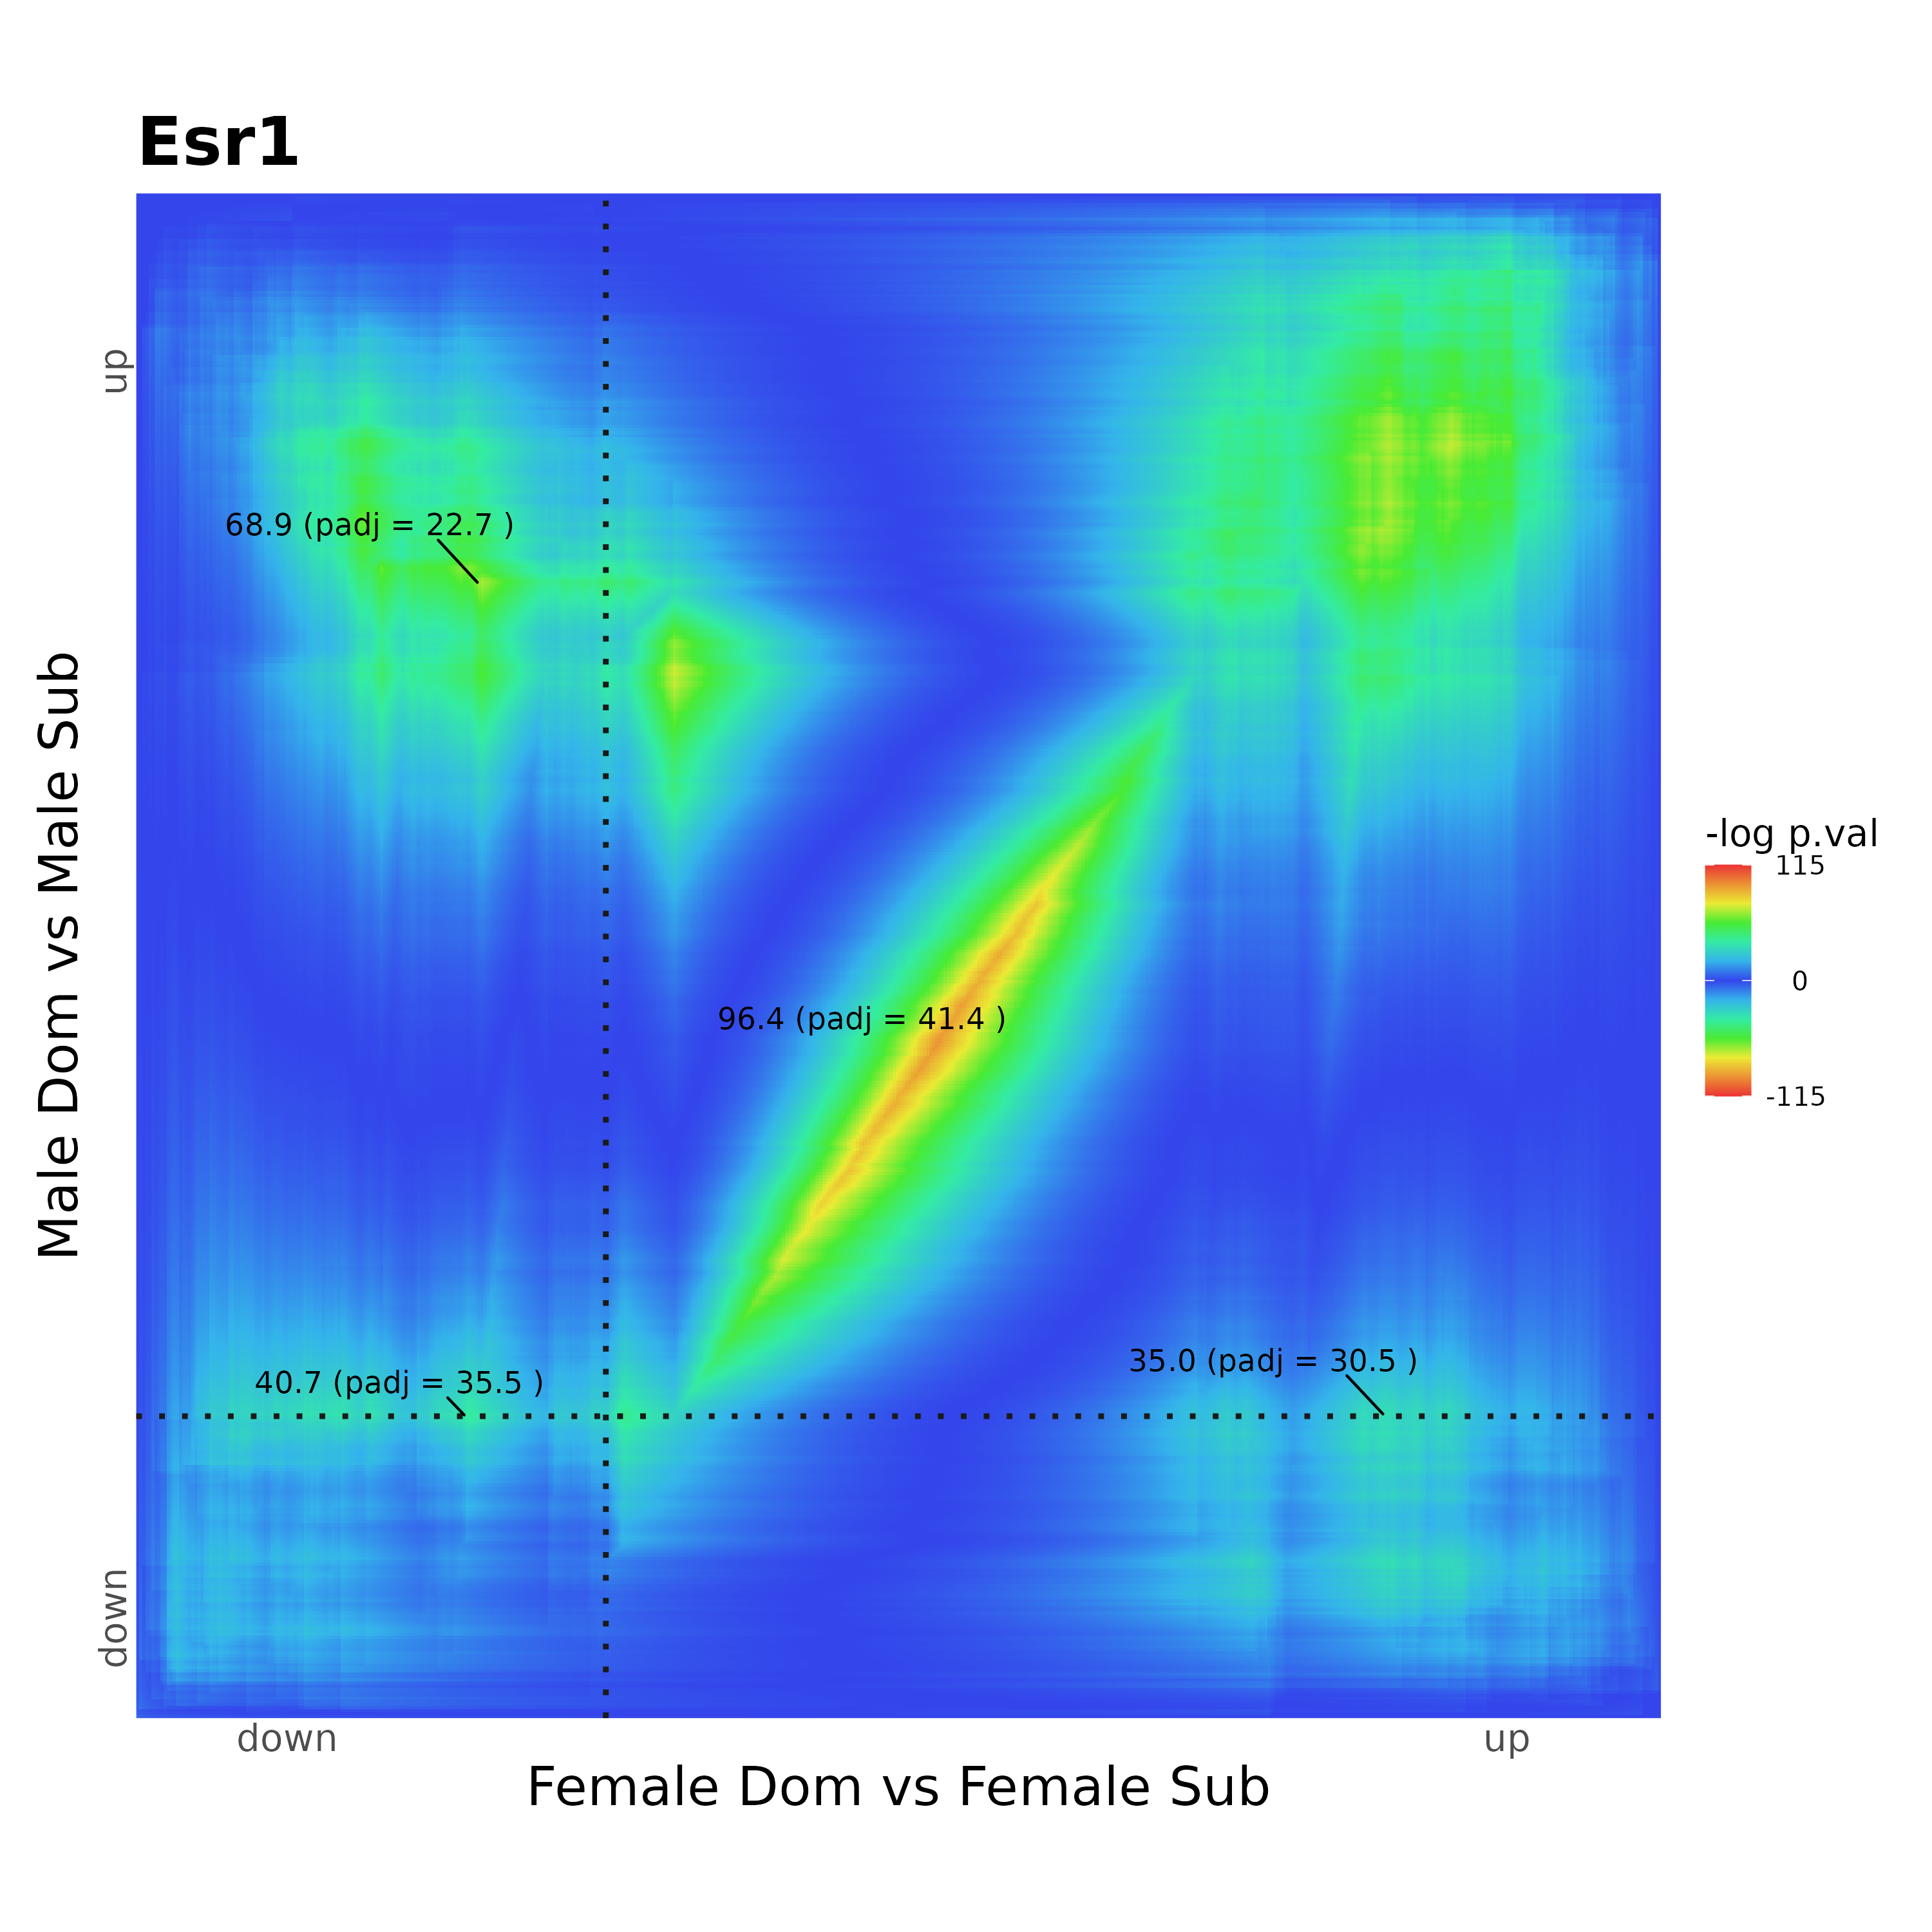 Esr1
up
68.9 (padj = 22.7 )
Male Dom vs Male Sub
-log p.val
115
0
-115
96.4 (padj = 41.4 )
35.0 (padj = 30.5 )
40.7 (padj = 35.5 )
down
down
up
Female Dom vs Female Sub